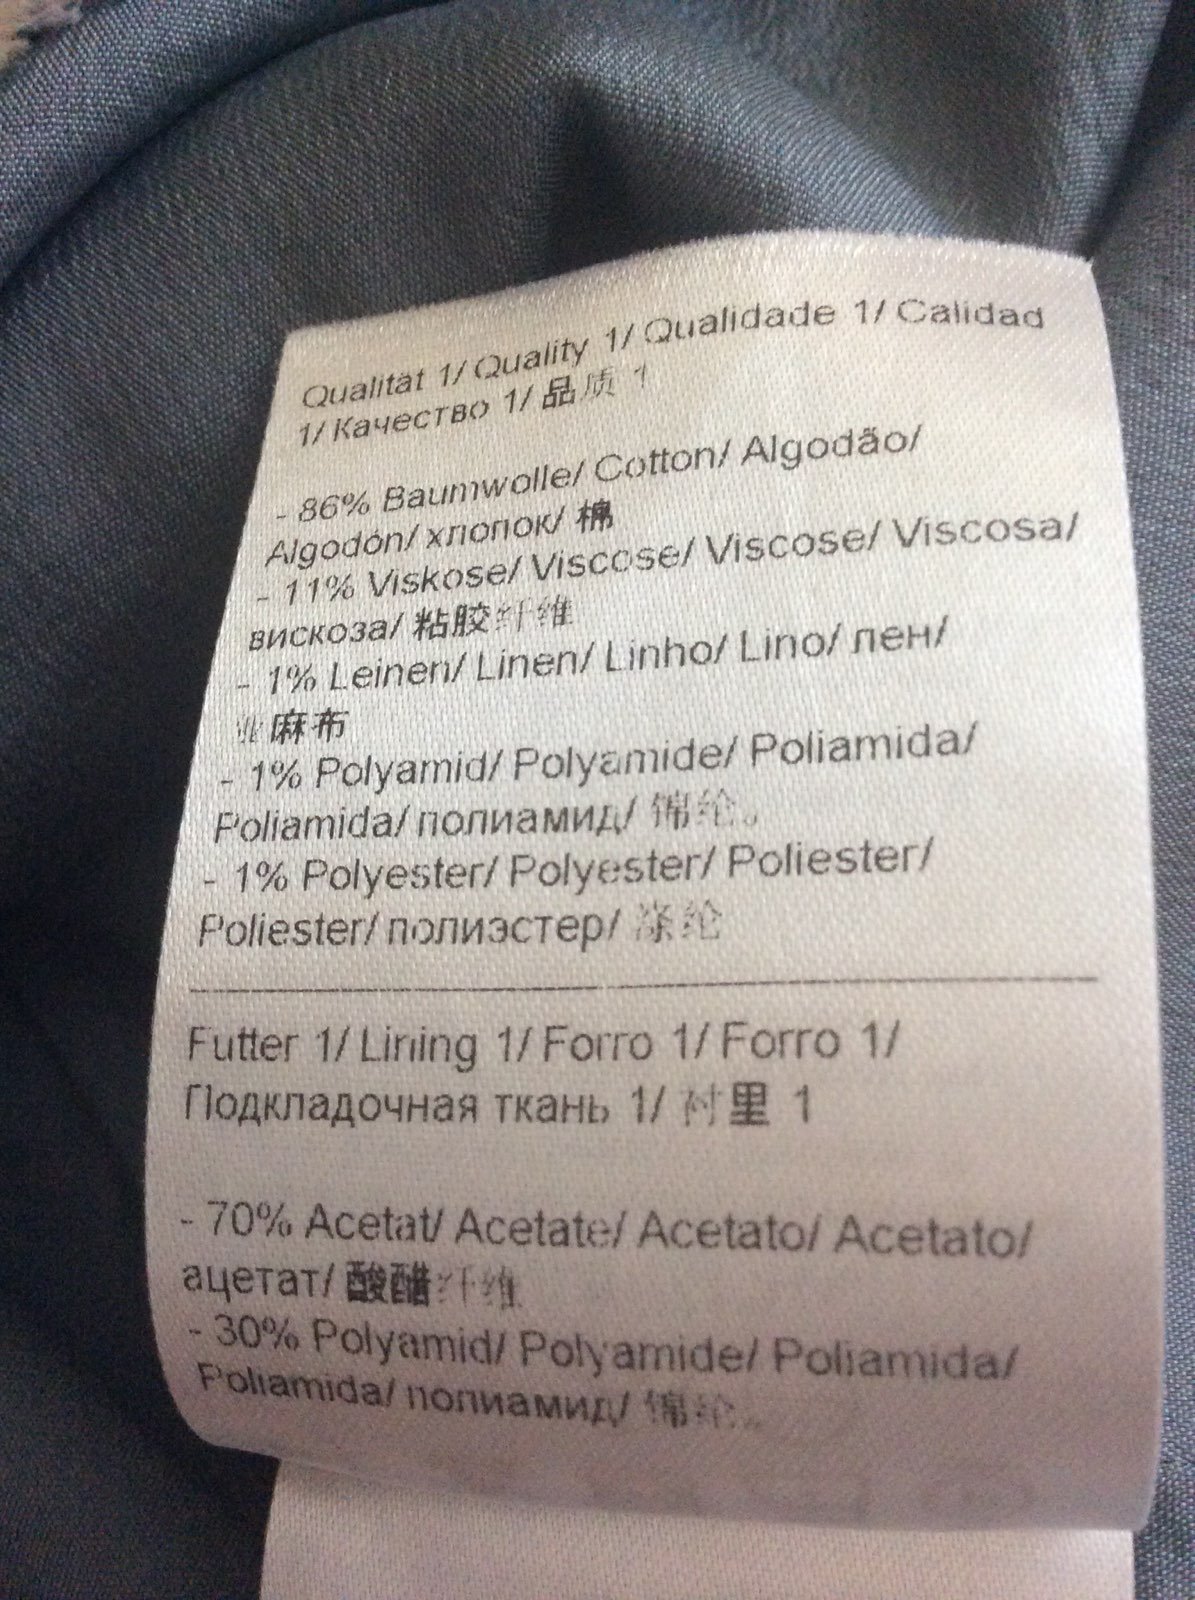 Qualität 1/ Quality 1/ Qualidade 1/ Calidad
1/ Качество 1/ 品质 1
- 86% Baumwolle/ Cotton/ Algodão/
Algodón/ хлопок/ 棉
- 11% Viskose/ Viscose/ Viscose/ Viscosa/
вискоза/ 粘胶纤维
- 1% Leinen/ Linen/ Linho/ Lino/ лен/
亚麻布
- 1% Polyamid/ Polyamide/ Poliamida/
Poliamida/ полиамид/ 锦纶。
- 1% Polyester/ Polyester/ Poliester/
Poliester/ полиэстер/ 涤纶
Futter 1/ Lining 1/ Forro 1/ Forro 1/
Подкладочная ткань 1/ 衬里 1
- 70% Acetat/ Acetate/ Acetato/ Acetato/
ацетат/ 酸醋纤维
- 30% Polyamid/ Polyamide/ Poliamida/
Poliamida/ полиамид/ 锦纶。